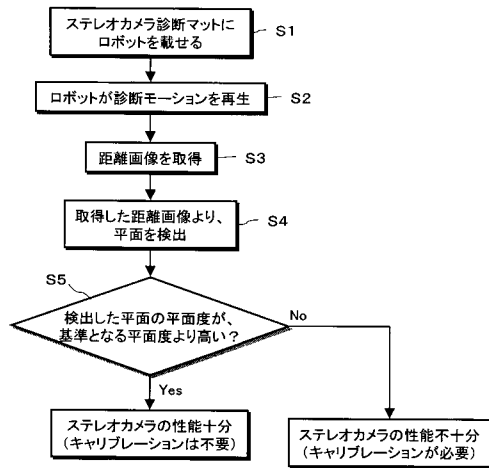 ステレオカメラ診断マットに
ロボットを載せる
S1
ロボットが診断モーションを再生
S2
距離画像を取得
S3
取得した距離画像より、
平面を検出
S4
S5
検出した平面の平面度が、
基準となる平面度より高い?
No
Yes
ステレオカメラの性能十分
(キャリブレーションは不要)
ステレオカメラの性能不十分
(キャリブレーションが必要)